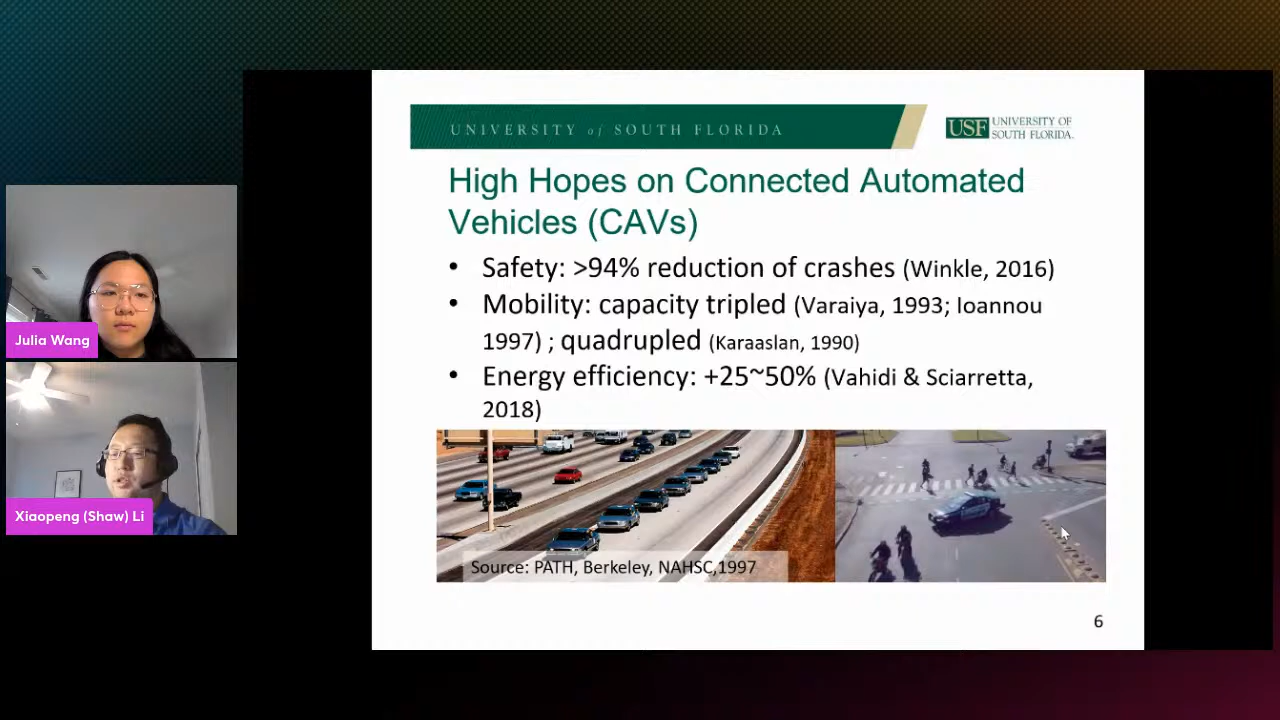 UNIVERSITY of SOUTH FLORIDA
USF UNIVERSITY OF
SOUTH FLORIDA.
High Hopes on Connected Automated
Vehicles (CAVs)
• Safety: >94% reduction of crashes (Winkle, 2016)
• Mobility: capacity tripled (Varaiya, 1993; Ioannou
1997) ; quadrupled (Karaaslan, 1990)
• Energy efficiency: +25~50% (Vahidi & Sciarretta,
2018)
Source: PATH, Berkeley, NAHSC,1997
6
Julia Wang
Xiaopeng (Shaw) Li